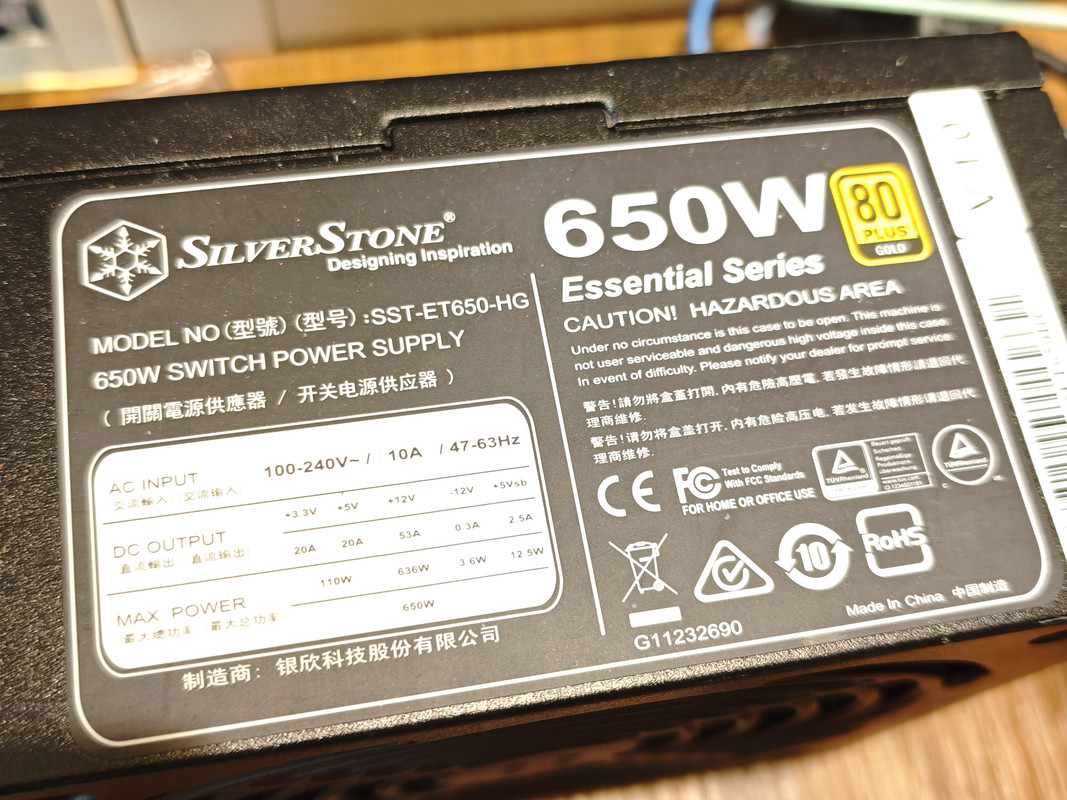 SILVERSTONE®
Designing Inspiration
MODEL NO(型號)(型号):SST-ET650-HG
650W SWITCH POWER SUPPLY
( 開關電源供應器 / 开关电源供应器 )
AC INPUT 100-240V~ / 10A / 47-63Hz
交流輸入 交流输入
+3.3V +5V +12V -12V +5Vsb
DC OUTPUT 20A 20A 53A 0.3A 2.5A
直流輸出 直流输出
110W 636W 3.6W 12.5W
MAX. POWER 650W
最大總功率 最大总功率
制造商: 银欣科技股份有限公司
650W
80
PLUS
GOLD
Essential Series
CAUTION! HAZARDOUS AREA
Under no circumstance is this case to be open. This machine is
not user serviceable and dangerous high voltage inside this case.
In event of difficulty. Please notify your dealer for prompt service.
警告!請勿將盒蓋打開, 內有危險高壓電, 若發生故障情形請退回代
理商維修.
警告!请勿将盒盖打开, 内有危险高压电, 若发生故障情形请退回代
理商维修.
CE
FC
Test to Comply
With FCC Standards
FOR HOME OR OFFICE USE
TÜVRheinland
Bauart geprüft
Sicherheit
Regelmäßige
Produktions-
überwachung
www.tuv.com
TÜVRheinland
10
RoHS
G11232690
Made In China 中国制造